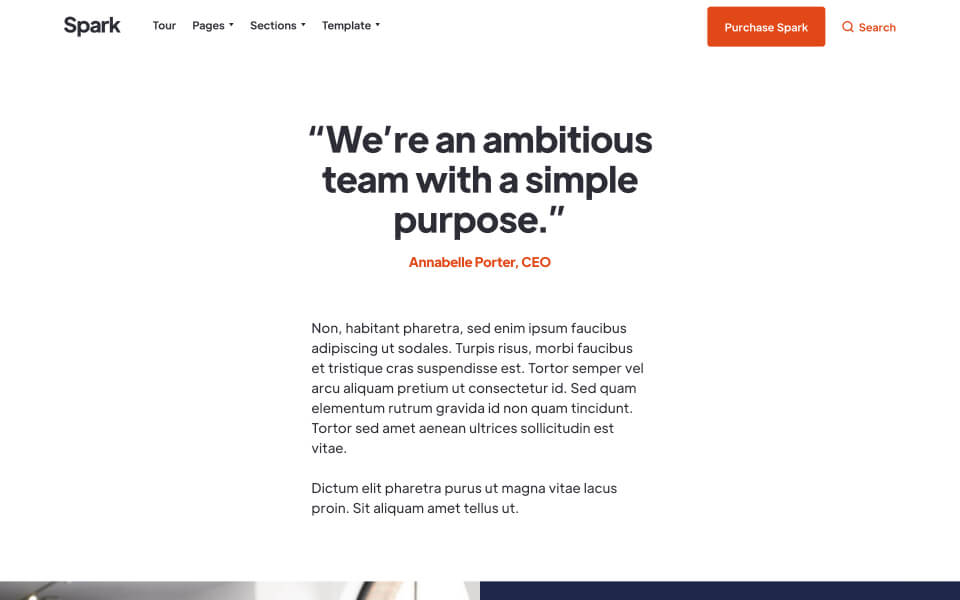 Spark
Tour
Pages
Sections
Template
Purchase Spark
Search
“We’re an ambitious
team with a simple
purpose.”
Annabelle Porter, CEO
Non, habitant pharetra, sed enim ipsum faucibus
adipiscing ut sodales. Turpis risus, morbi faucibus
et tristique cras suspendisse est. Tortor semper vel
arcu aliquam pretium ut consectetur id. Sed quam
elementum rutrum gravida id non quam tincidunt.
Tortor sed amet aenean ultrices sollicitudin est
vitae.
Dictum elit pharetra purus ut magna vitae lacus
proin. Sit aliquam amet tellus ut.